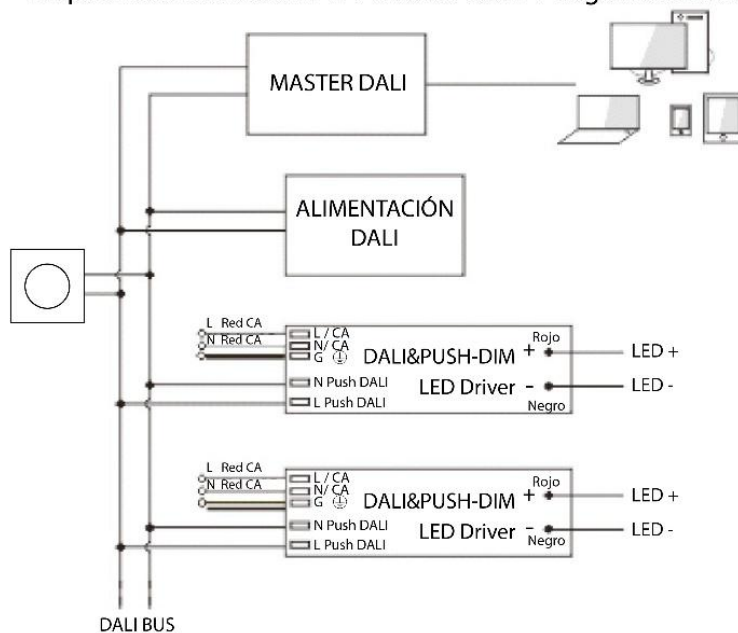 MASTER DALI
ALIMENTACIÓN
DALI
L Red CA
N Red CA
L / CA
N/ CA
G
DALI&PUSH-DIM
LED Driver
N Push DALI
L Push DALI
Rojo
+
-
Negro
LED +
LED -
L Red CA
N Red CA
L / CA
N/ CA
G
DALI&PUSH-DIM
LED Driver
N Push DALI
L Push DALI
Rojo
+
-
Negro
LED +
LED -
DALI BUS